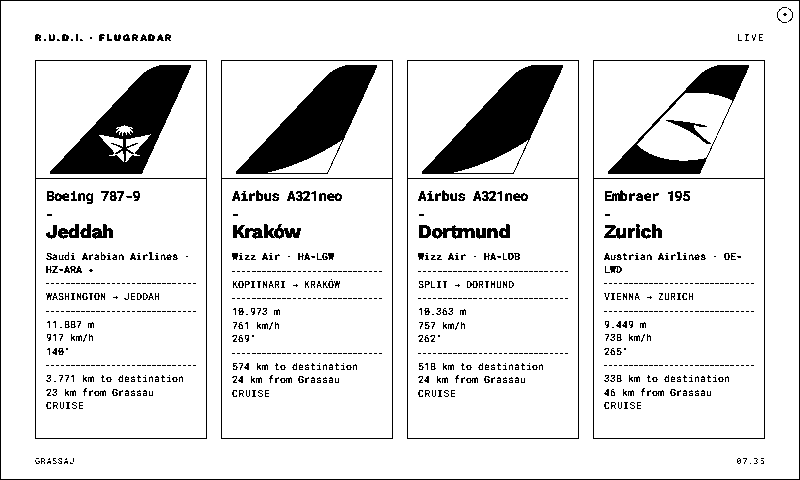 R.U.D.I. · FLUGRADAR
LIVE
Boeing 787-9
–
Jeddah
Saudi Arabian Airlines ·
HZ-ARA ✦
WASHINGTON → JEDDAH
11.887 m
917 km/h
140°
3.771 km to destination
23 km from Grassau
CRUISE
Airbus A321neo
–
Kraków
Wizz Air · HA-LGW
KOPITNARI → KRAKÓW
10.973 m
761 km/h
269°
574 km to destination
24 km from Grassau
CRUISE
Airbus A321neo
–
Dortmund
Wizz Air · HA-LDB
SPLIT → DORTMUND
10.363 m
757 km/h
262°
518 km to destination
24 km from Grassau
CRUISE
Embraer 195
–
Zurich
Austrian Airlines · OE-
LWD
VIENNA → ZURICH
9.449 m
738 km/h
265°
338 km to destination
46 km from Grassau
CRUISE
GRASSAU
07.35